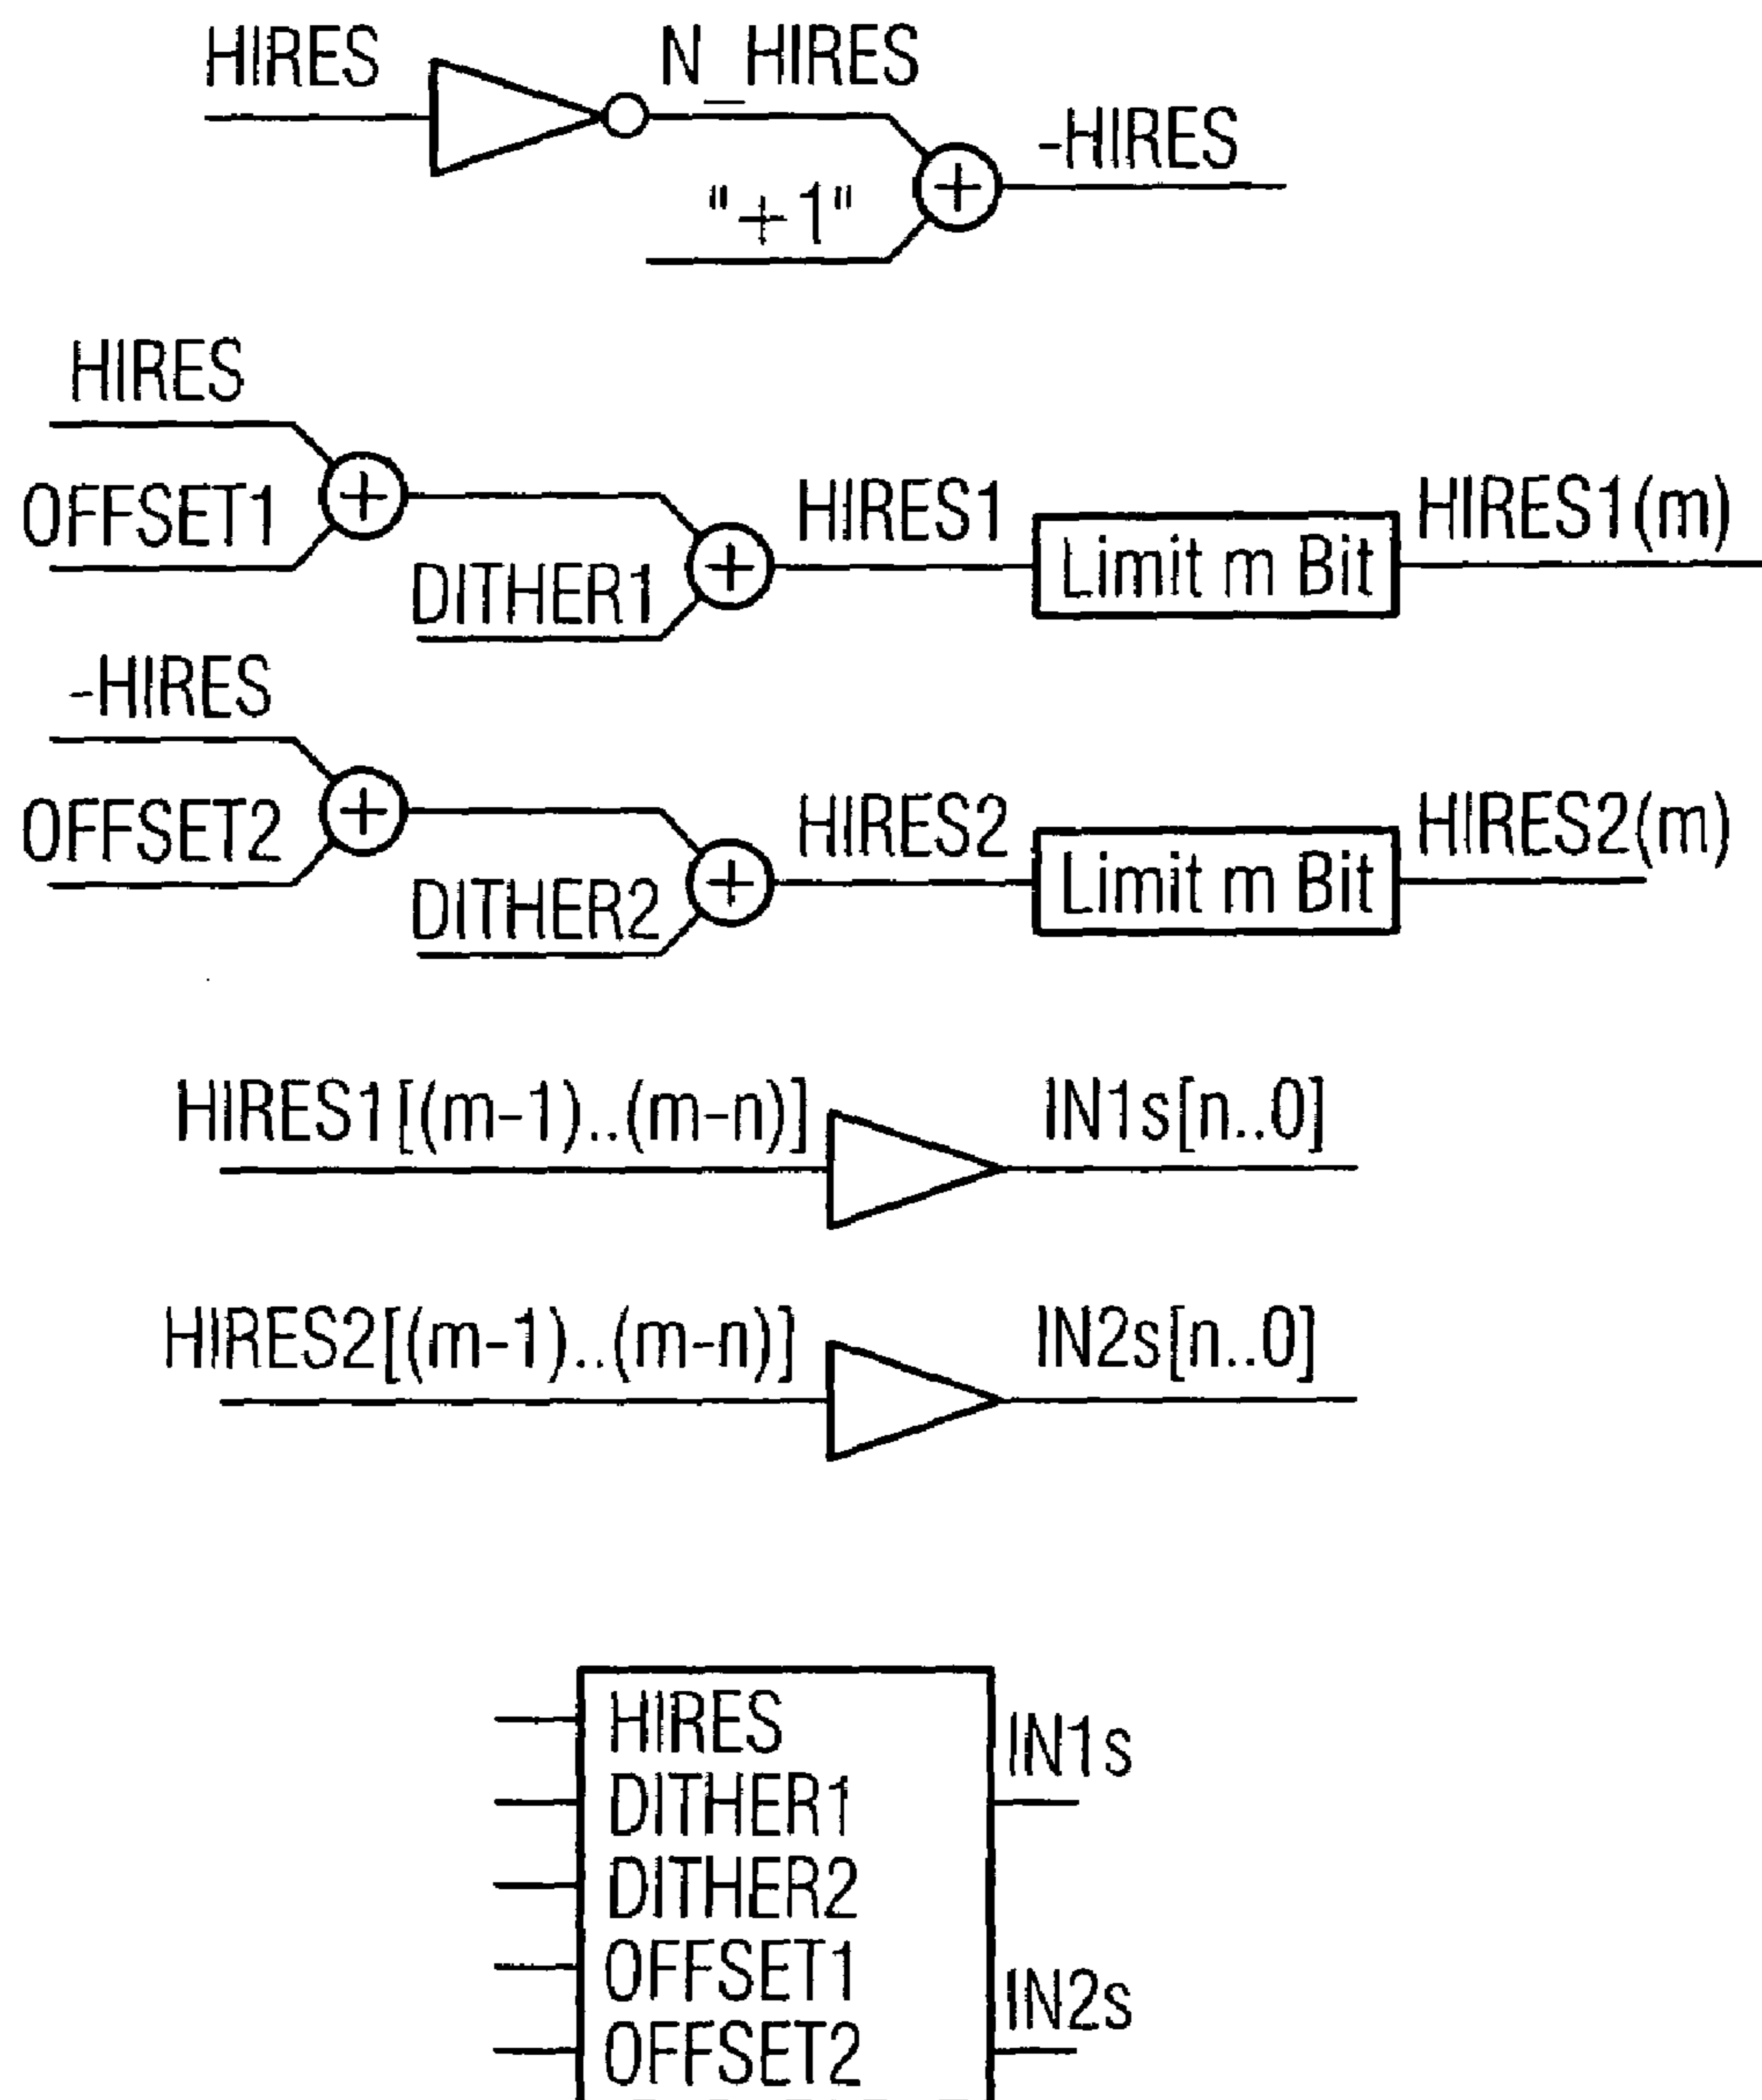 HIRES
N_HIRES
-HIRES
"+1"
HIRES
OFFSET1
DITHER1
HIRES1
Limit m Bit
HIRES1(m)
-HIRES
OFFSET2
DITHER2
HIRES2
Limit m Bit
HIRES2(m)
HIRES1[(m-1)..(m-n)]
IN1s[n..0]
HIRES2[(m-1)..(m-n)]
IN2s[n..0]
HIRES
DITHER1
DITHER2
OFFSET1
OFFSET2
IN1s
IN2s